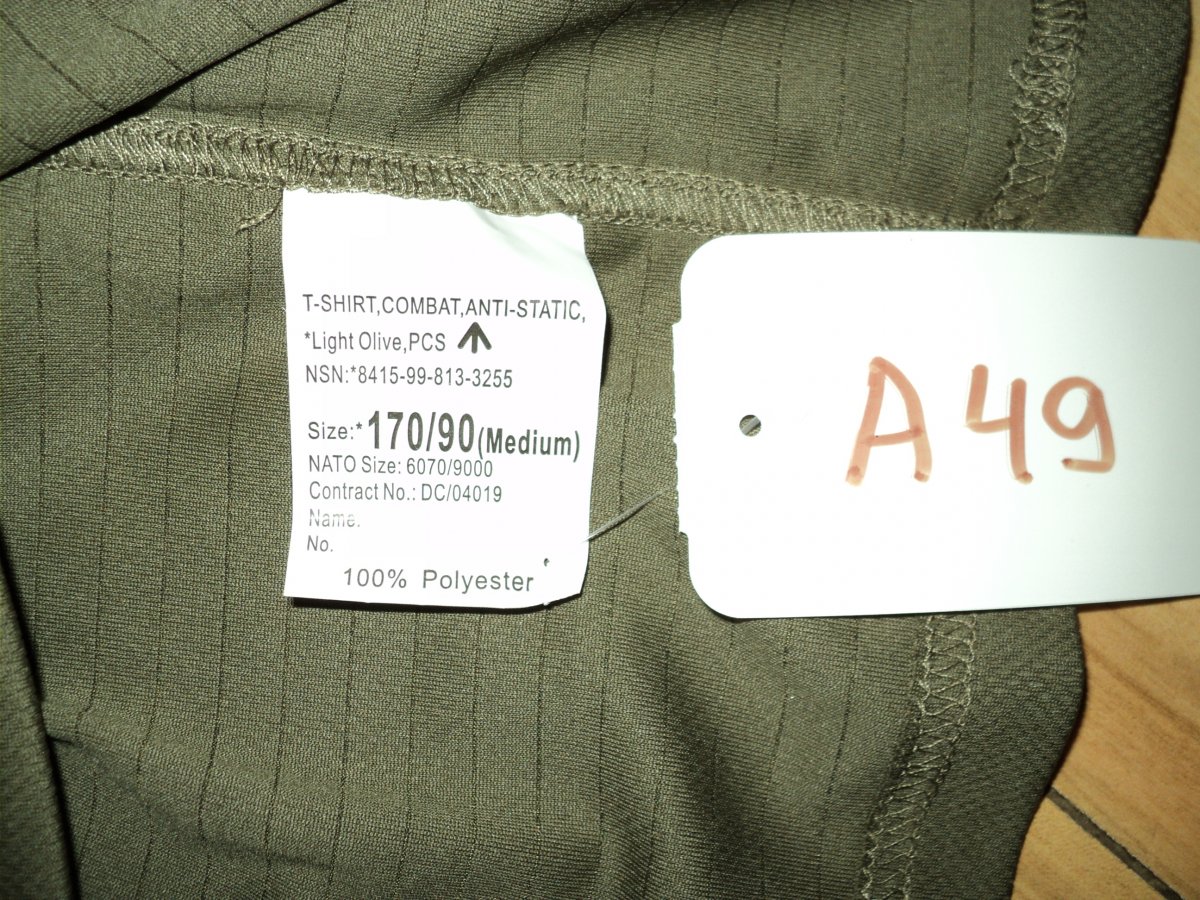 T-SHIRT,COMBAT,ANTI-STATIC,
*Light Olive,PCS
NSN:*8415-99-813-3255
Size:*170/90(Medium)
NATO Size: 6070/9000
Contract No.: DC/04019
Name.
No.
100% Polyester
A49